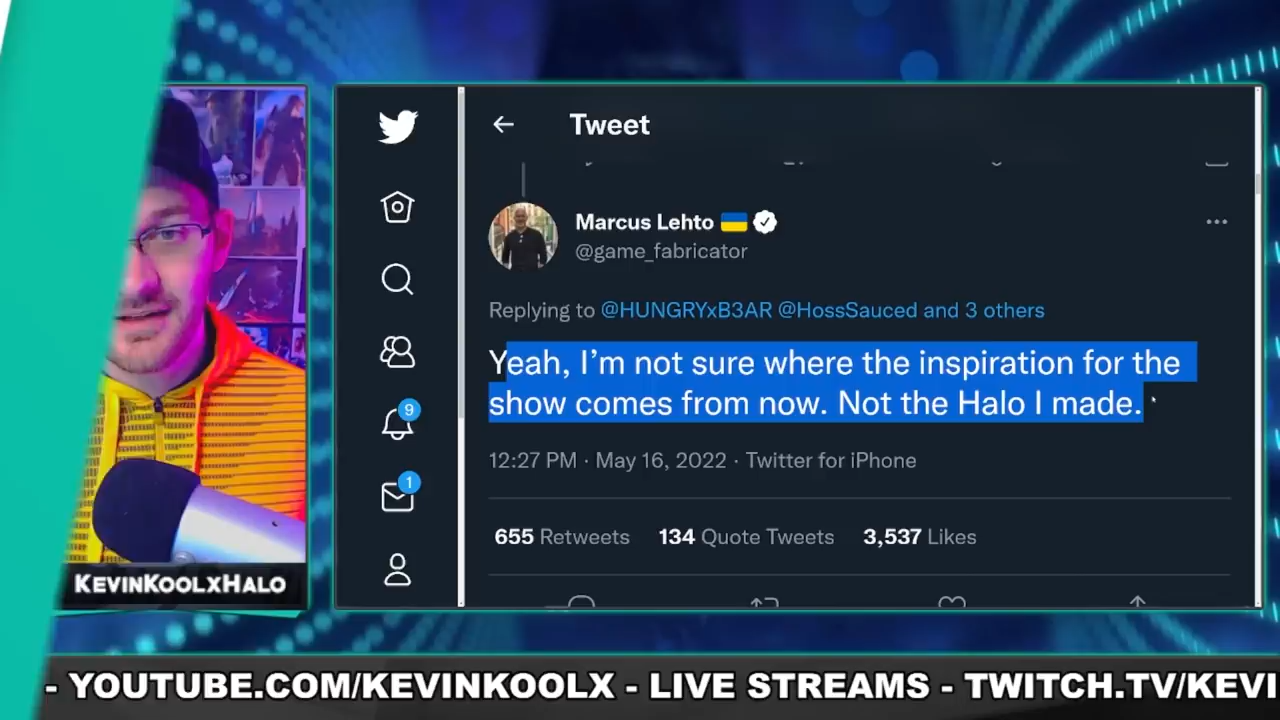 Tweet
Marcus Lehto
@game_fabricator
Replying to @HUNGRYxB3AR @HossSauced and 3 others
Yeah, I’m not sure where the inspiration for the
show comes from now. Not the Halo I made.
9
12:27 PM · May 16, 2022 · Twitter for iPhone
1
655 Retweets 134 Quote Tweets 3,537 Likes
KEVINKOOLXHALO
- YOUTUBE.COM/KEVINKOOLX - LIVE STREAMS - TWITCH.TV/KEVI